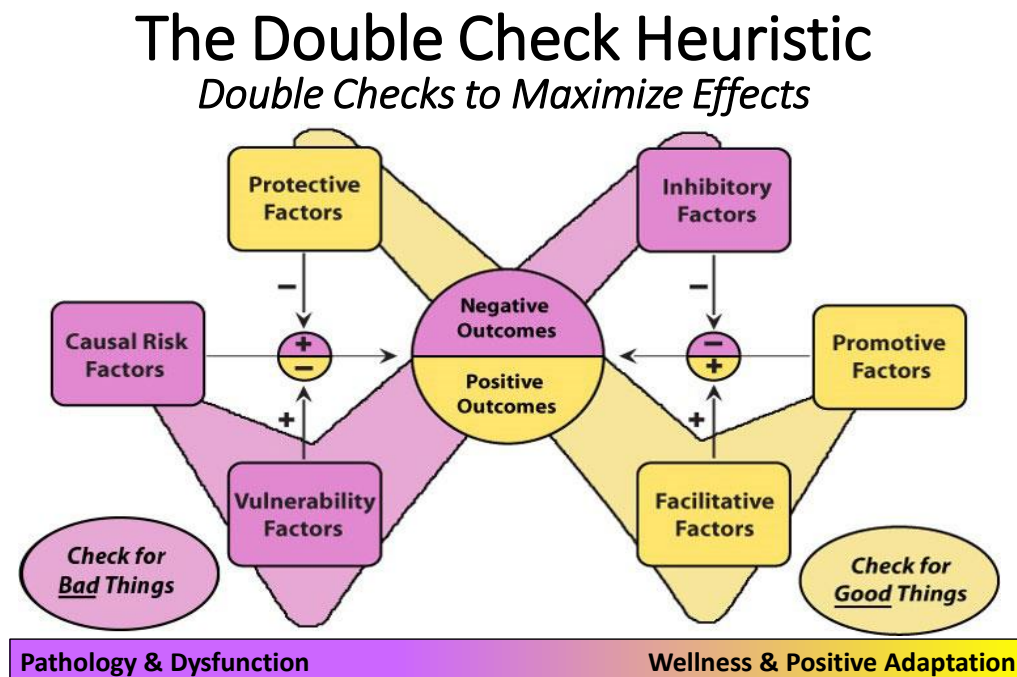 The Double Check Heuristic
Double Checks to Maximize Effects
Protective
Factors
Inhibitory
Factors
−
−
Negative
Outcomes
Causal Risk
Factors
+
−
−
+
Promotive
Factors
Positive
Outcomes
+
+
Vulnerability
Factors
Facilitative
Factors
Check for
Bad Things
Check for
Good Things
Pathology & Dysfunction
Wellness & Positive Adaptation